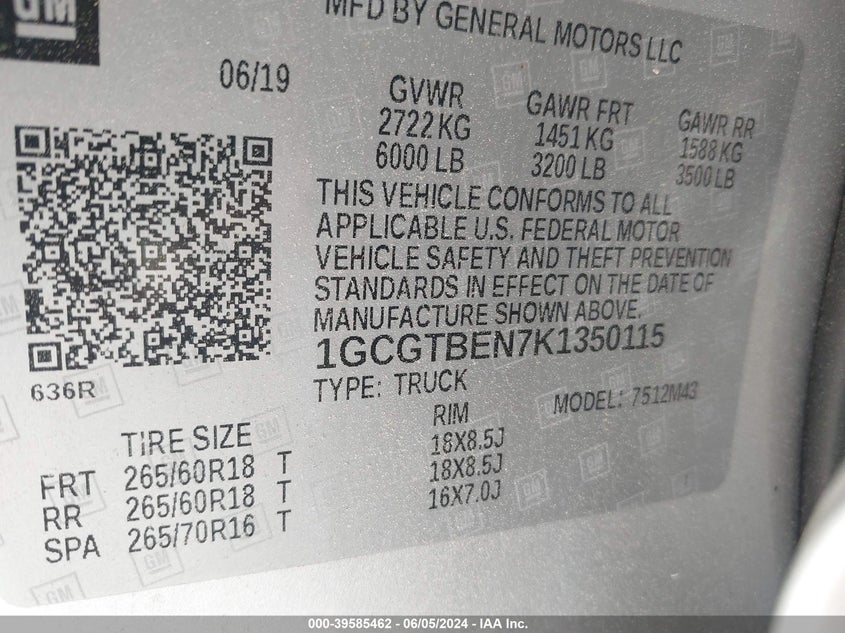 GM
MFD BY GENERAL MOTORS LLC
06/19
GVWR GAWR FRT GAWR RR
2722 KG 1451 KG 1588 KG
6000 LB 3200 LB 3500 LB
THIS VEHICLE CONFORMS TO ALL
APPLICABLE U.S. FEDERAL MOTOR
VEHICLE SAFETY AND THEFT PREVENTION
STANDARDS IN EFFECT ON THE DATE OF
MANUFACTURE SHOWN ABOVE.
1GCGTBEN7K1350115
636R
TYPE: TRUCK MODEL: 7512M43
TIRE SIZE RIM
FRT 265/60R18 T 18X8.5J
RR 265/60R18 T 18X8.5J
SPA 265/70R16 T 16X7.0J
000-39585462 - 06/05/2024 - IAA Inc.